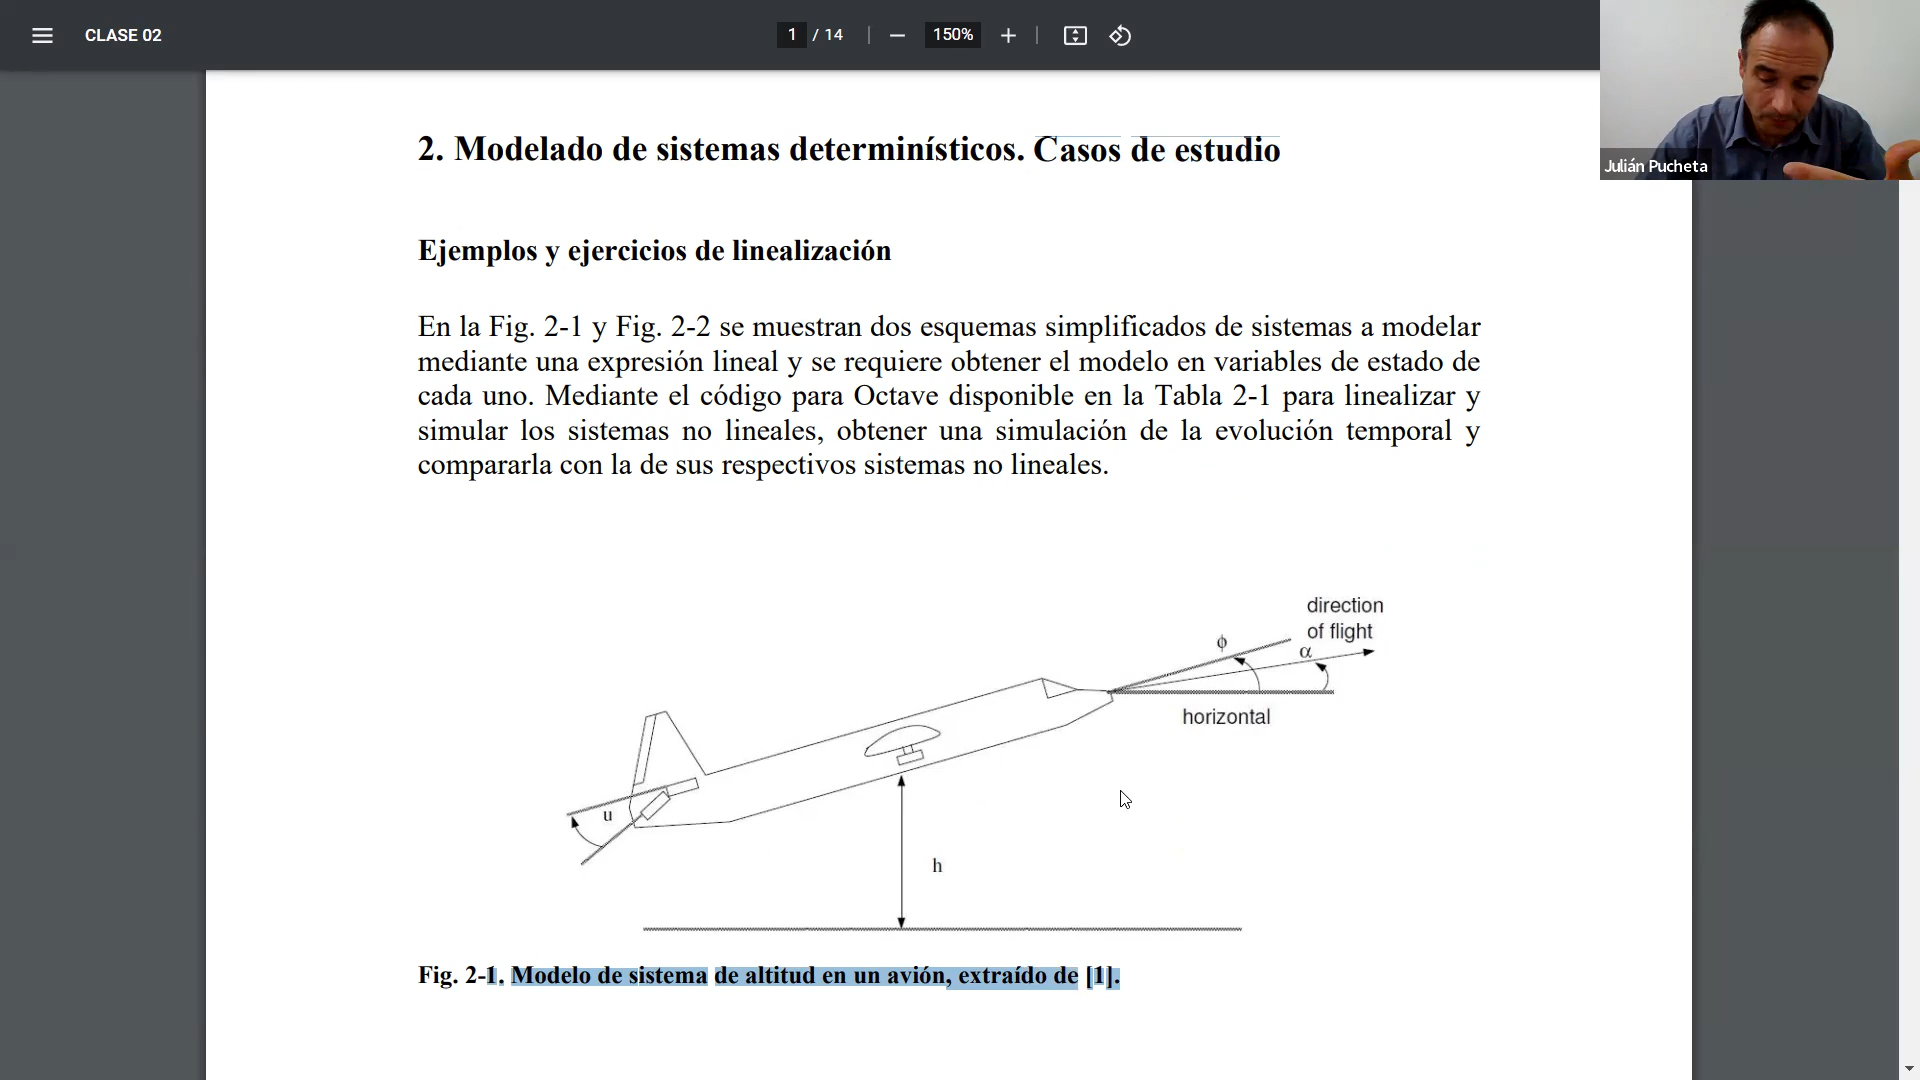 CLASE 02
1 / 14
150%
Julián Pucheta
2. Modelado de sistemas determinísticos. Casos de estudio
Ejemplos y ejercicios de linealización
En la Fig. 2-1 y Fig. 2-2 se muestran dos esquemas simplificados de sistemas a modelar
mediante una expresión lineal y se requiere obtener el modelo en variables de estado de
cada uno. Mediante el código para Octave disponible en la Tabla 2-1 para linealizar y
simular los sistemas no lineales, obtener una simulación de la evolución temporal y
compararla con la de sus respectivos sistemas no lineales.
direction
of flight
ϕ
α
horizontal
u
h
Fig. 2-1. Modelo de sistema de altitud en un avión, extraído de [1].